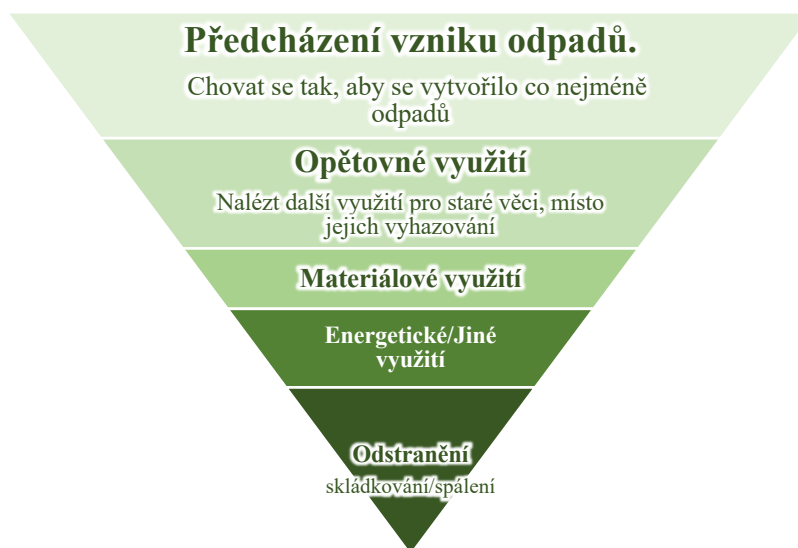 Předcházení vzniku odpadů.
Chovat se tak, aby se vytvořilo co nejméně
odpadů
Opětovné využití
Nalézt další využití pro staré věci, místo
jejich vyhazování
Materiálové využití
Energetické/Jiné
využití
Odstranění
skládkování/spálení